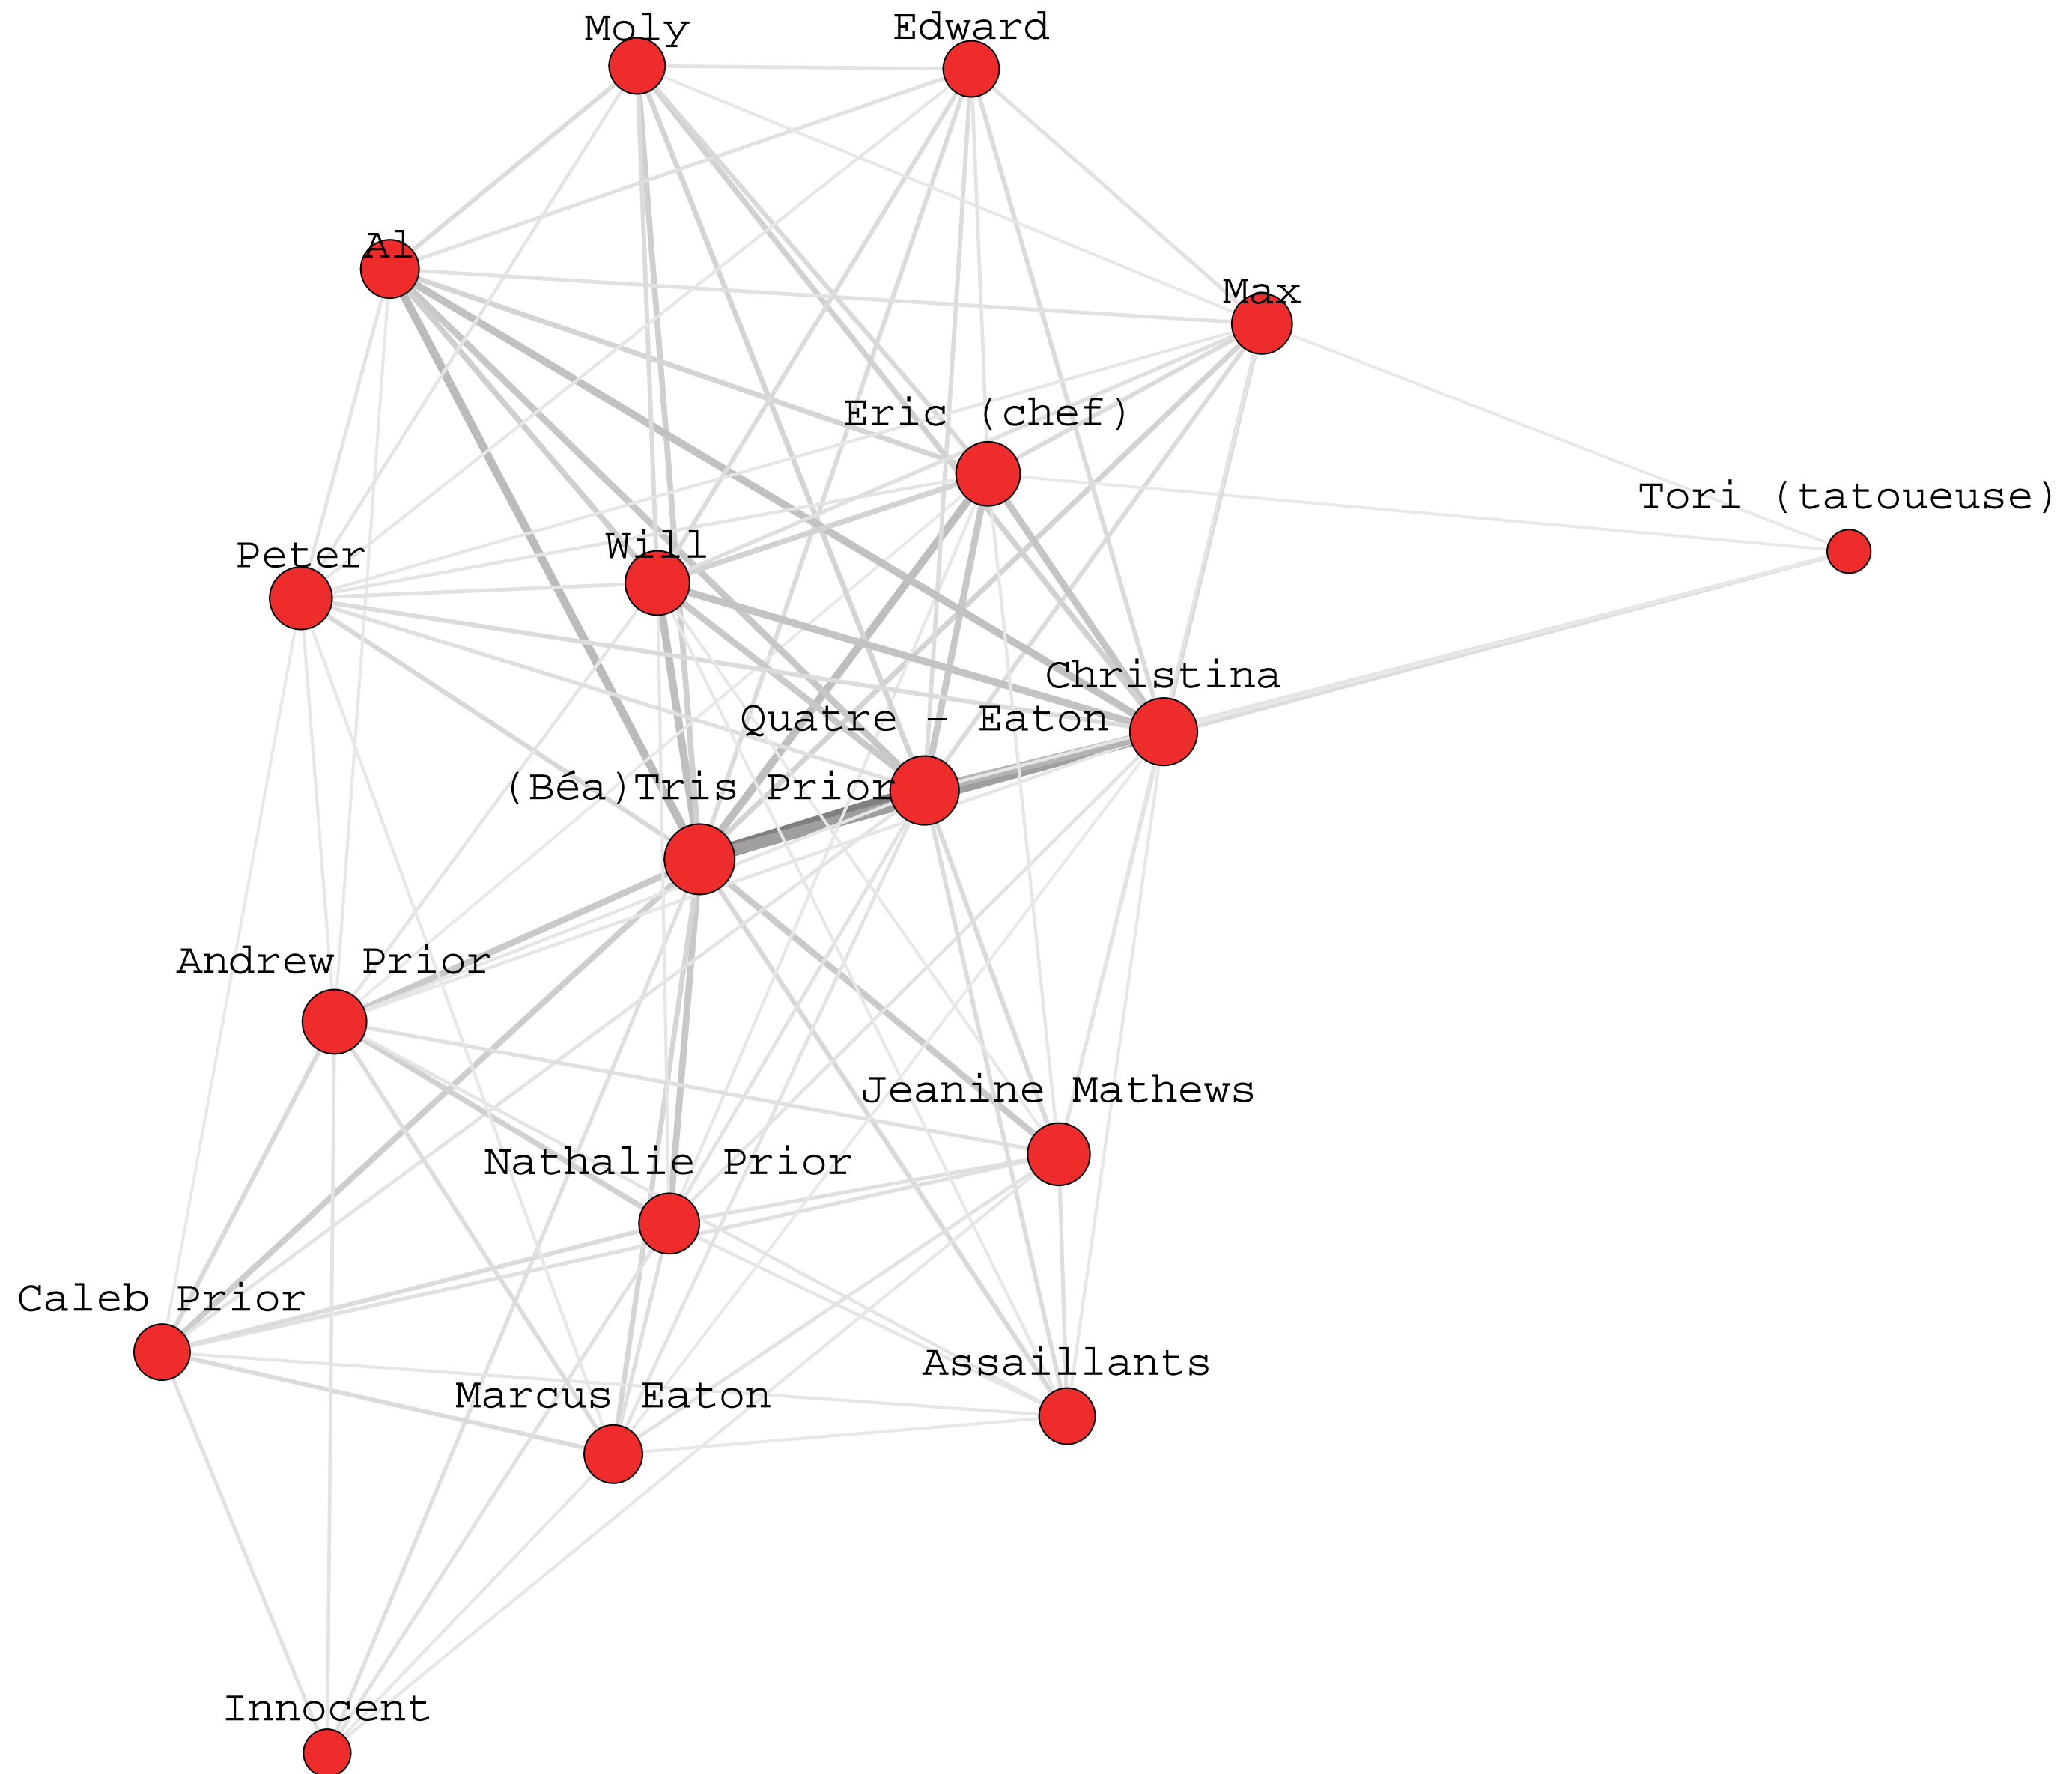 Moly
Edward
Al
Max
Eric (chef)
Tori (tatoueuse)
Will
Peter
Christina
Quatre - Eaton
(Béa)Tris Prior
Andrew Prior
Jeanine Mathews
Nathalie Prior
Caleb Prior
Assaillants
Marcus Eaton
Innocent